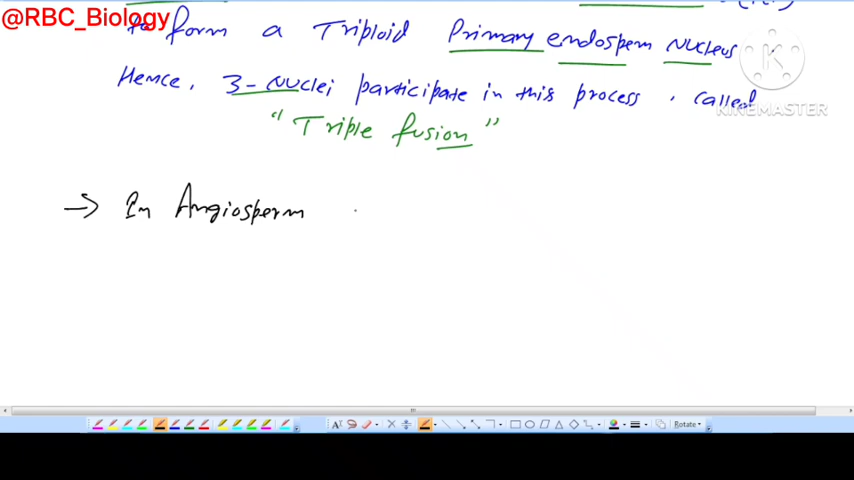 @RBC_Biology
to form a Triploid Primary endosperm Nucleus
Hence, 3-Nuclei participate in this process, called
"Triple fusion"
→ In Angiosperm
KINEMASTER
Rotate